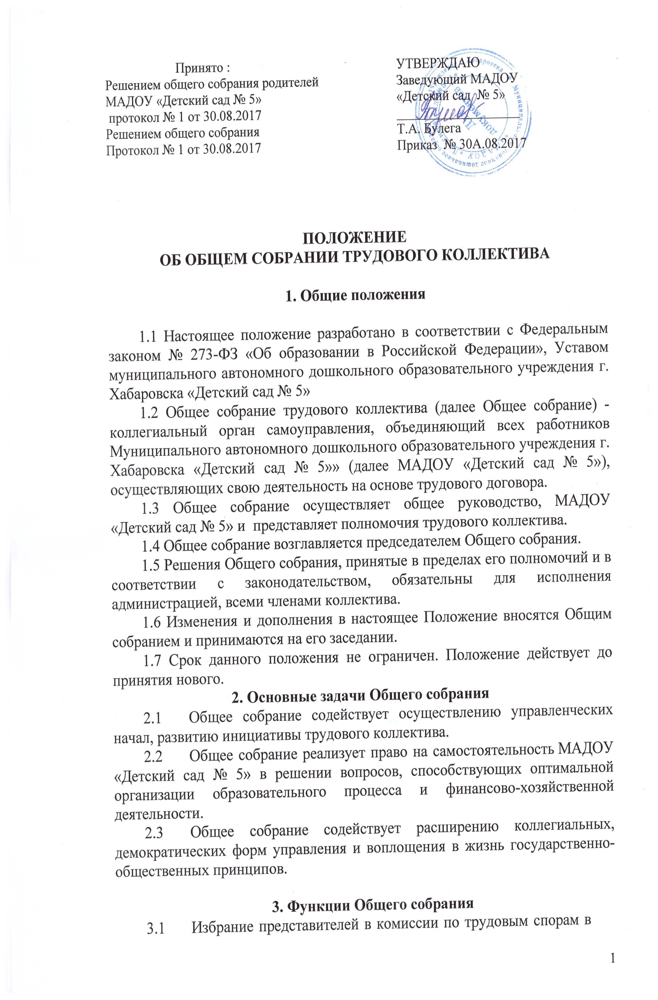 Принято :
Решением общего собрания родителей
МАДОУ «Детский сад № 5»
протокол № 1 от 30.08.2017
Решением общего собрания
Протокол № 1 от 30.08.2017
УТВЕРЖДАЮ
Заведующий МАДОУ
«Детский сад № 5»
Т.А. Булега
Приказ № 30А.08.2017
ДЛЯ
ДОКУМЕНТОВ
ПОЛОЖЕНИЕ
ОБ ОБЩЕМ СОБРАНИИ ТРУДОВОГО КОЛЛЕКТИВА
1. Общие положения
1.1 Настоящее положение разработано в соответствии с Федеральным
законом № 273-ФЗ «Об образовании в Российской Федерации», Уставом
муниципального автономного дошкольного образовательного учреждения г.
Хабаровска «Детский сад № 5»
1.2 Общее собрание трудового коллектива (далее Общее собрание) -
коллегиальный орган самоуправления, объединяющий всех работников
Муниципального автономного дошкольного образовательного учреждения г.
Хабаровска «Детский сад № 5»» (далее МАДОУ «Детский сад № 5»),
осуществляющих свою деятельность на основе трудового договора.
1.3 Общее собрание осуществляет общее руководство, МАДОУ
«Детский сад № 5» и представляет полномочия трудового коллектива.
1.4 Общее собрание возглавляется председателем Общего собрания.
1.5 Решения Общего собрания, принятые в пределах его полномочий и в
соответствии с законодательством, обязательны для исполнения
администрацией, всеми членами коллектива.
1.6 Изменения и дополнения в настоящее Положение вносятся Общим
собранием и принимаются на его заседании.
1.7 Срок данного положения не ограничен. Положение действует до
принятия нового.
2. Основные задачи Общего собрания
2.1 Общее собрание содействует осуществлению управленческих
начал, развитию инициативы трудового коллектива.
2.2 Общее собрание реализует право на самостоятельность МАДОУ
«Детский сад № 5» в решении вопросов, способствующих оптимальной
организации образовательного процесса и финансово-хозяйственной
деятельности.
2.3 Общее собрание содействует расширению коллегиальных,
демократических форм управления и воплощения в жизнь государственно-
общественных принципов.
3. Функции Общего собрания
3.1 Избрание представителей в комиссии по трудовым спорам в
1